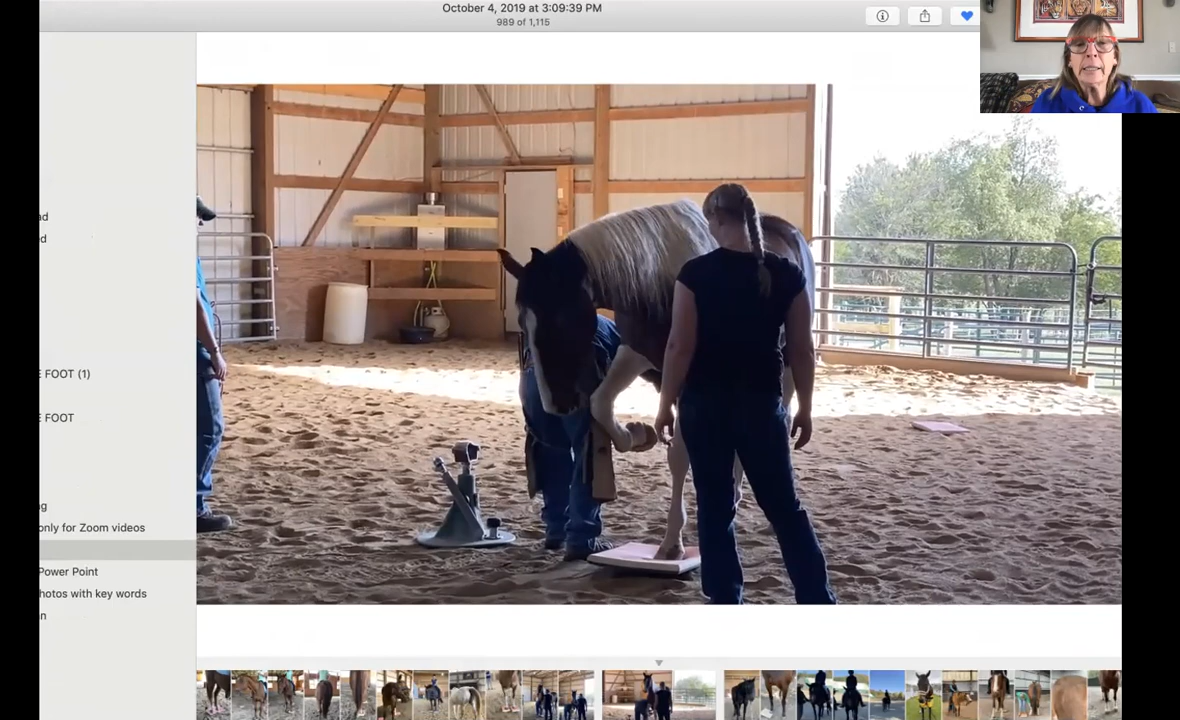 October 4, 2019 at 3:09:39 PM
989 of 1,115
ad
d
E FOOT (1)
E FOOT
g
only for Zoom videos
Power Point
hotos with key words
n